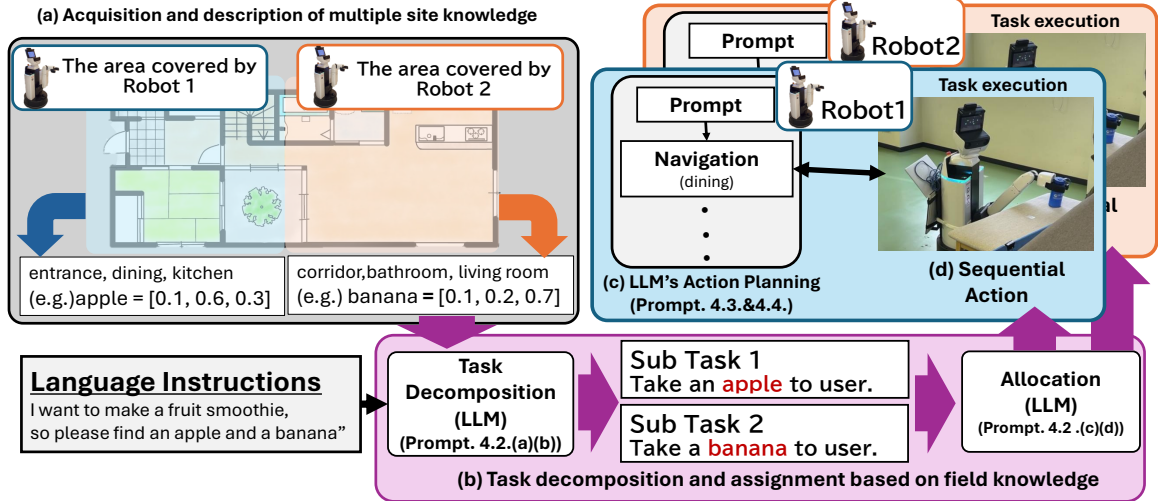 (a) Acquisition and description of multiple site knowledge
The area covered by
Robot 1
The area covered by
Robot 2
entrance, dining, kitchen
(e.g.)apple = [0.1, 0.6, 0.3]
corridor,bathroom, living room
(e.g.) banana = [0.1, 0.2, 0.7]
Prompt
Robot2
Task execution
Prompt
Robot1
Task execution
Navigation
(dining)
(c) LLM's Action Planning
(Prompt. 4.3.&4.4.)
(d) Sequential
Action
al
Language Instructions
I want to make a fruit smoothie,
so please find an apple and a banana”
Task
Decomposition
(LLM)
(Prompt. 4.2.(a)(b))
Sub Task 1
Take an apple to user.
Sub Task 2
Take a banana to user.
Allocation
(LLM)
(Prompt. 4.2 .(c)(d))
(b) Task decomposition and assignment based on field knowledge